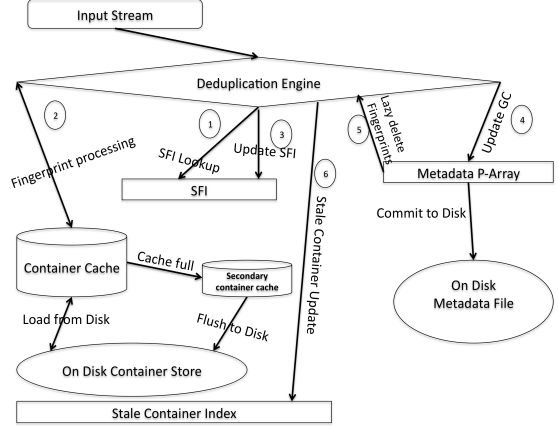 Input Stream
Deduplication Engine
2
1
3
5
4
6
Fingerprint processing
SFI Lookup
Update SFI
Lazy delete
Fingerprints
Update GC
SFI
Metadata P-Array
Stale Container Update
Commit to Disk
Container Cache
Cache full
Secondary
container cache
On Disk
Metadata File
Load from Disk
Flush to Disk
On Disk Container Store
Stale Container Index